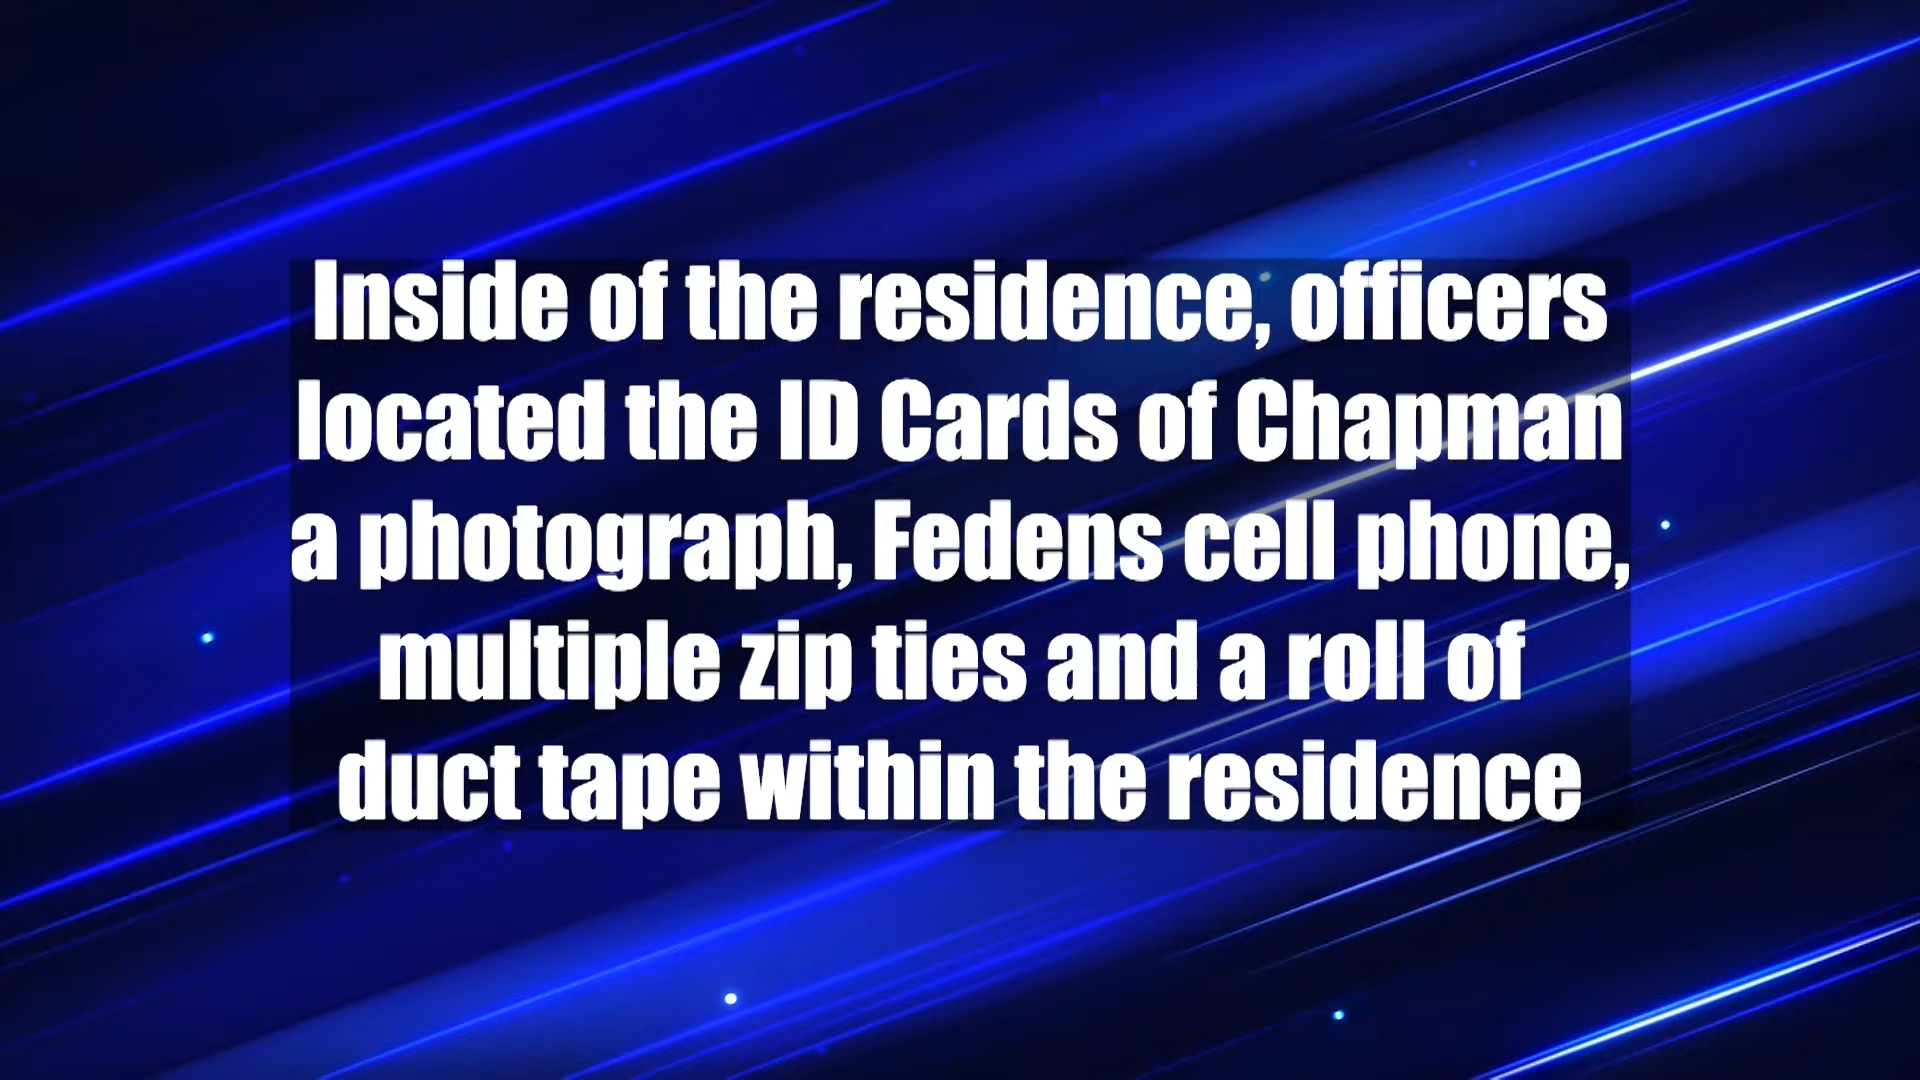 Inside of the residence, officers
located the ID Cards of Chapman
a photograph, Fedens cell phone,
multiple zip ties and a roll of
duct tape within the residence